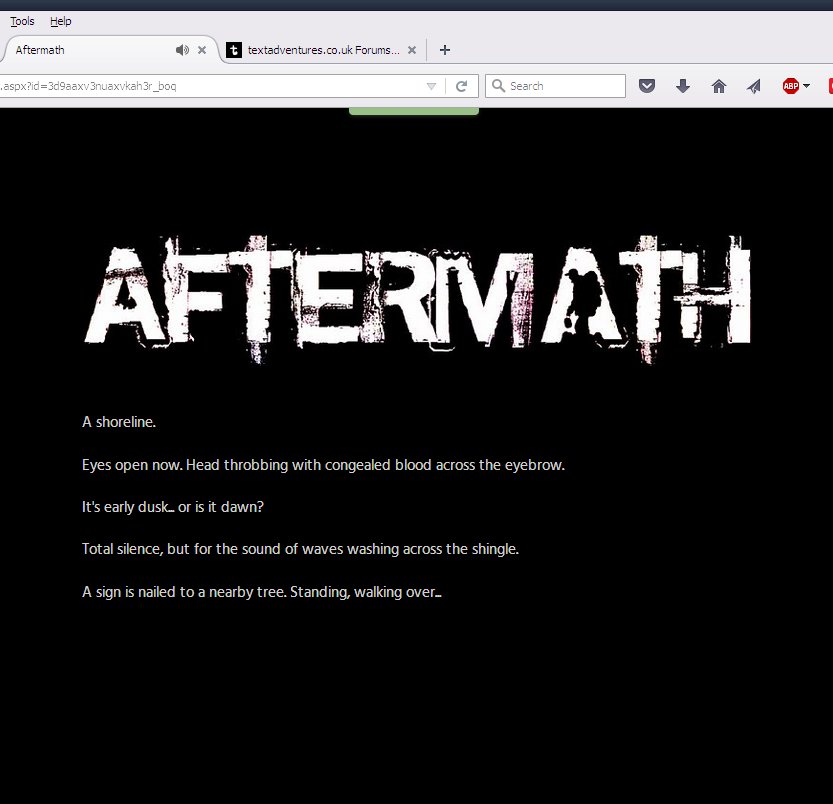 Tools Help
Aftermath textadventures.co.uk Forums...
.aspx?id=3d9aaxv3nuaxvkah3r_boq Search ABP
AFTERMATH
A shoreline.
Eyes open now. Head throbbing with congealed blood across the eyebrow.
It's early dusk... or is it dawn?
Total silence, but for the sound of waves washing across the shingle.
A sign is nailed to a nearby tree. Standing, walking over...